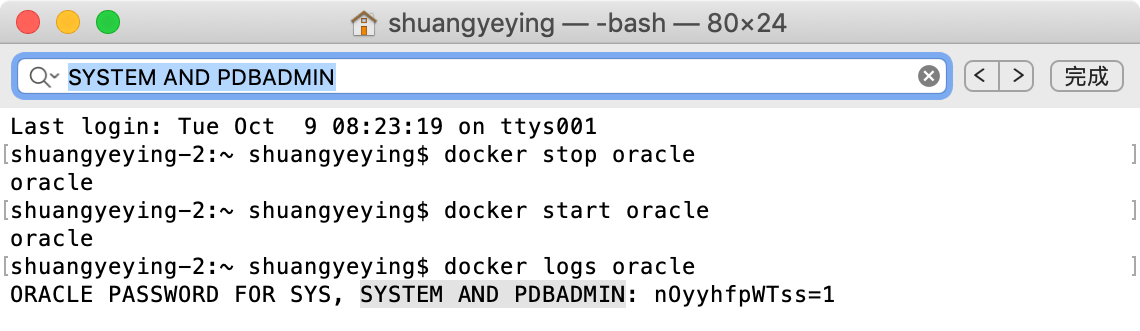 shuangyeying — -bash — 80×24
SYSTEM AND PDBADMIN
< > 完成
Last login: Tue Oct  9 08:23:19 on ttys001
[shuangyeying-2:~ shuangyeying$ docker stop oracle ]
oracle
[shuangyeying-2:~ shuangyeying$ docker start oracle ]
oracle
[shuangyeying-2:~ shuangyeying$ docker logs oracle ]
ORACLE PASSWORD FOR SYS, SYSTEM AND PDBADMIN: nOyyhfpWTss=1